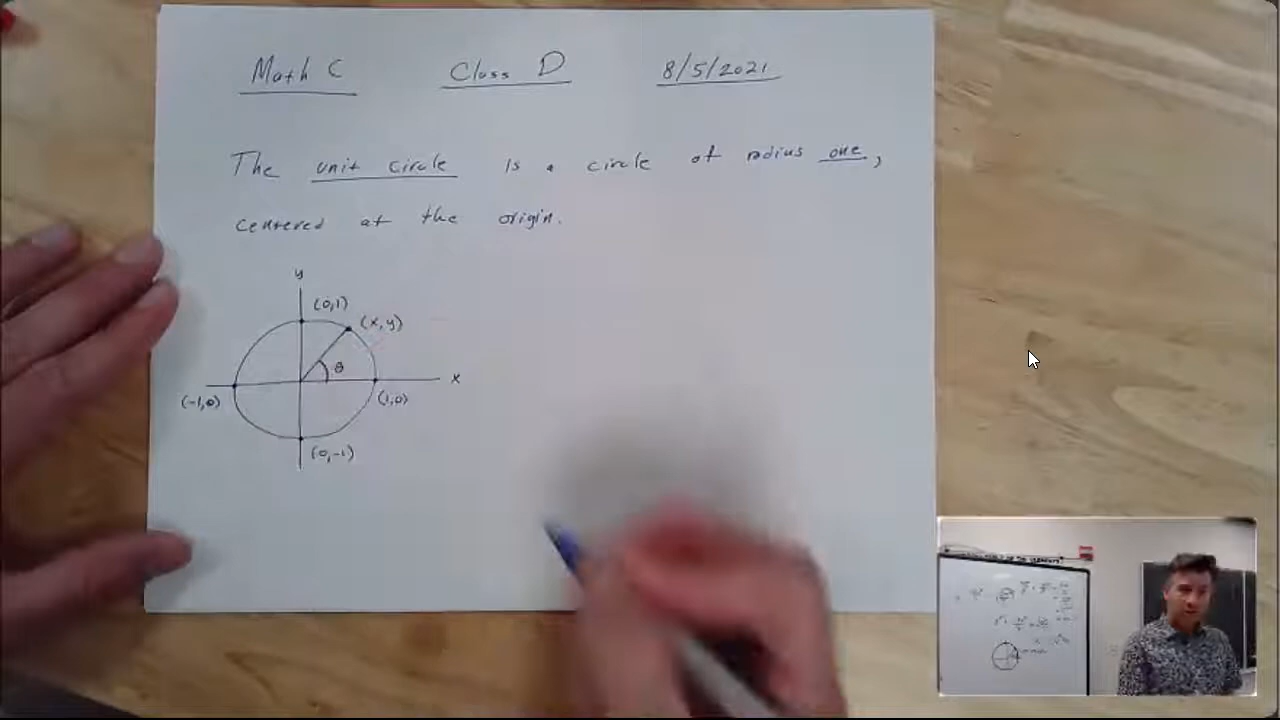 Math C Class D 8/5/2021
The unit circle is a circle of radius one,
centered at the origin.
y
(0,1)
(x,y)
θ
x
(-1,0)
(1,0)
(0,-1)